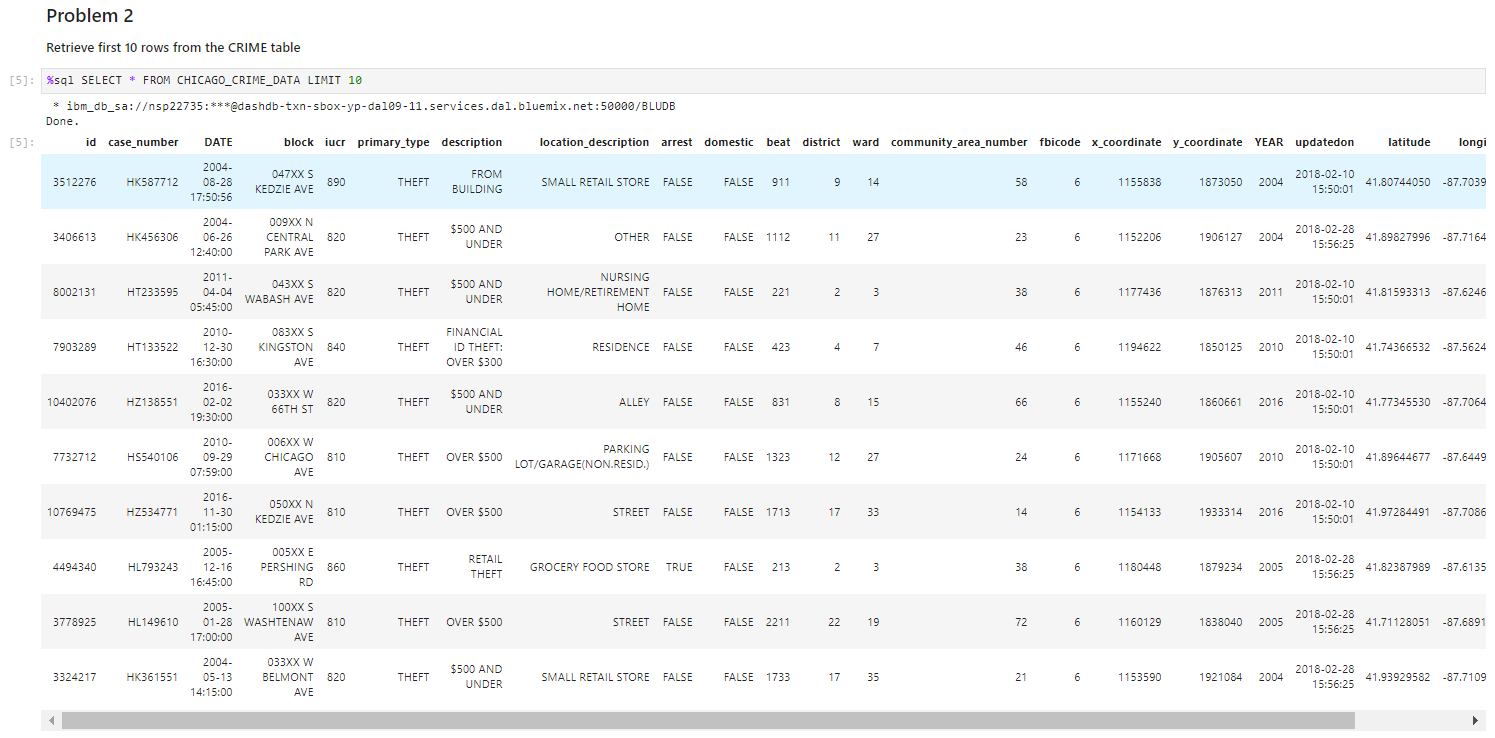 Problem 2
Retrieve first 10 rows from the CRIME table
[5]: %sql SELECT * FROM CHICAGO_CRIME_DATA LIMIT 10
* ibm_db_sa://nsp22735:***@dashdb-txn-sbox-yp-dal09-11.services.dal.bluemix.net:50000/BLUDB
Done.
[5]: id case_number DATE block iucr primary_type description location_description arrest domestic beat district ward community_area_number fbicode x_coordinate y_coordinate YEAR updatedon latitude longi
3512276 HK587712 2004-08-28 17:50:56 047XX S KEDZIE AVE 890 THEFT FROM BUILDING SMALL RETAIL STORE FALSE FALSE 911 9 14 58 6 1155838 1873050 2004 2018-02-10 15:50:01 41.80744050 -87.7039
3406613 HK456306 2004-06-26 12:40:00 009XX N CENTRAL PARK AVE 820 THEFT $500 AND UNDER OTHER FALSE FALSE 1112 11 27 23 6 1152206 1906127 2004 2018-02-28 15:56:25 41.89827996 -87.7164
8002131 HT233595 2011-04-04 05:45:00 043XX S WABASH AVE 820 THEFT $500 AND UNDER NURSING HOME/RETIREMENT HOME FALSE FALSE 221 2 3 38 6 1177436 1876313 2011 2018-02-10 15:50:01 41.81593313 -87.6246
7903289 HT133522 2010-12-30 16:30:00 083XX S KINGSTON AVE 840 THEFT FINANCIAL ID THEFT: OVER $300 RESIDENCE FALSE FALSE 423 4 7 46 6 1194622 1850125 2010 2018-02-10 15:50:01 41.74366532 -87.5624
10402076 HZ138551 2016-02-02 19:30:00 033XX W 66TH ST 820 THEFT $500 AND UNDER ALLEY FALSE FALSE 831 8 15 66 6 1155240 1860661 2016 2018-02-10 15:50:01 41.77345530 -87.7064
7732712 HS540106 2010-09-29 07:59:00 006XX W CHICAGO AVE 810 THEFT OVER $500 PARKING LOT/GARAGE(NON.RESID.) FALSE FALSE 1323 12 27 24 6 1171668 1905607 2010 2018-02-10 15:50:01 41.89644677 -87.6449
10769475 HZ534771 2016-11-30 01:15:00 050XX N KEDZIE AVE 810 THEFT OVER $500 STREET FALSE FALSE 1713 17 33 14 6 1154133 1933314 2016 2018-02-10 15:50:01 41.97284491 -87.7086
4494340 HL793243 2005-12-16 16:45:00 005XX E PERSHING RD 860 THEFT RETAIL THEFT GROCERY FOOD STORE TRUE FALSE 213 2 3 38 6 1180448 1879234 2005 2018-02-28 15:56:25 41.82387989 -87.6135
3778925 HL149610 2005-01-28 17:00:00 100XX S WASHTENAW AVE 810 THEFT OVER $500 STREET FALSE FALSE 2211 22 19 72 6 1160129 1838040 2005 2018-02-28 15:56:25 41.71128051 -87.6891
3324217 HK361551 2004-05-13 14:15:00 033XX W BELMONT AVE 820 THEFT $500 AND UNDER SMALL RETAIL STORE FALSE FALSE 1733 17 35 21 6 1153590 1921084 2004 2018-02-28 15:56:25 41.93929582 -87.7109